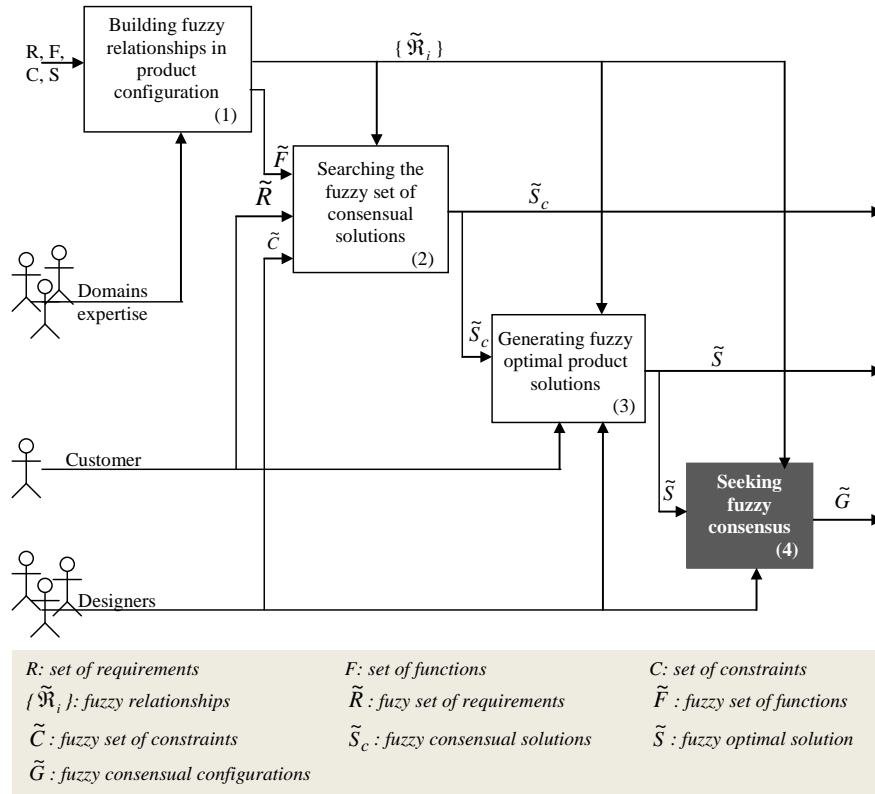 Building fuzzy
relationships in
product
configuration
(1)
R, F,
C, S
{ ℜ̃ᵢ }
F̃
R̃
C̃
Searching the
fuzzy set of
consensual
solutions
(2)
S̃c
Domains
expertise
S̃c
Generating fuzzy
optimal product
solutions
(3)
S̃
Customer
S̃
Seeking
fuzzy
consensus
(4)
G̃
Designers
R: set of requirements F: set of functions C: set of constraints
{ ℜ̃ᵢ }: fuzzy relationships R̃ : fuzy set of requirements F̃ : fuzzy set of functions
C̃ : fuzzy set of constraints S̃c : fuzzy consensual solutions S̃ : fuzzy optimal solution
G̃ : fuzzy consensual configurations